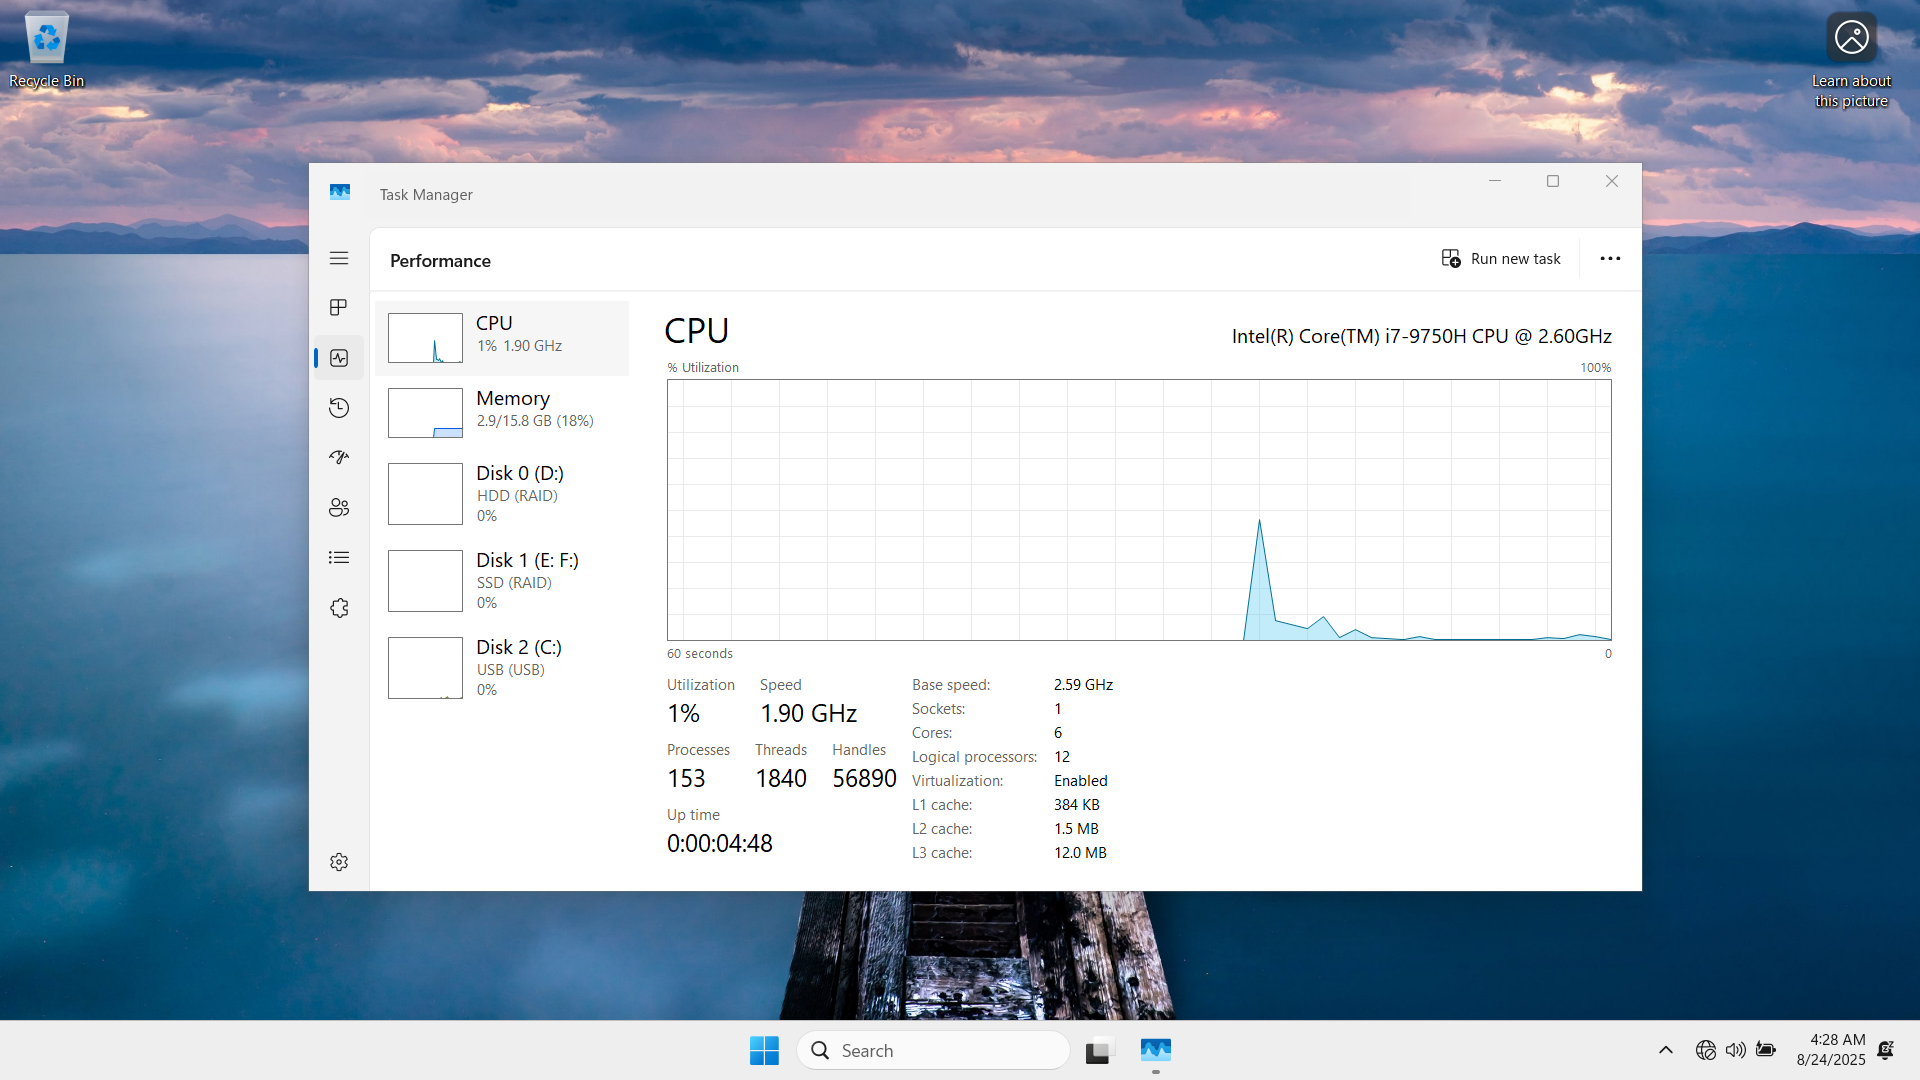 Recycle Bin
Learn about
this picture
Task Manager
Performance
Run new task
CPU
1% 1.90 GHz
Memory
2.9/15.8 GB (18%)
Disk 0 (D:)
HDD (RAID)
0%
Disk 1 (E: F:)
SSD (RAID)
0%
Disk 2 (C:)
USB (USB)
0%
CPU
Intel(R) Core(TM) i7-9750H CPU @ 2.60GHz
% Utilization
100%
60 seconds
0
Utilization
Speed
1%
1.90 GHz
Processes
Threads
Handles
153
1840
56890
Up time
0:00:04:48
Base speed:
2.59 GHz
Sockets:
1
Cores:
6
Logical processors:
12
Virtualization:
Enabled
L1 cache:
384 KB
L2 cache:
1.5 MB
L3 cache:
12.0 MB
Search
4:28 AM
8/24/2025